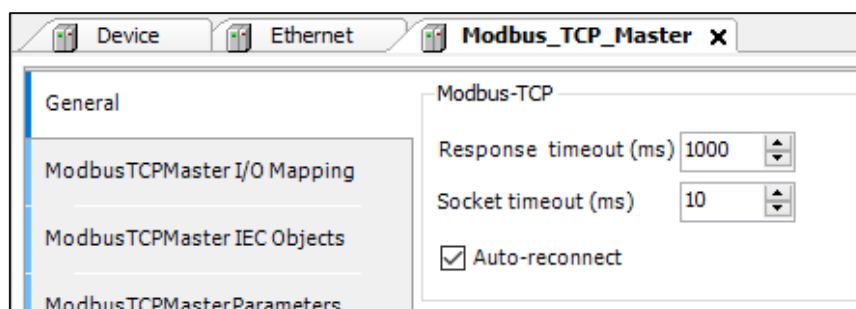 Device Ethernet Modbus_TCP_Master x
General
Modbus-TCP
Response timeout (ms) 1000
ModbusTCPMaster I/O Mapping
Socket timeout (ms) 10
ModbusTCPMaster IEC Objects
Auto-reconnect
ModbusTCPMasterParameters